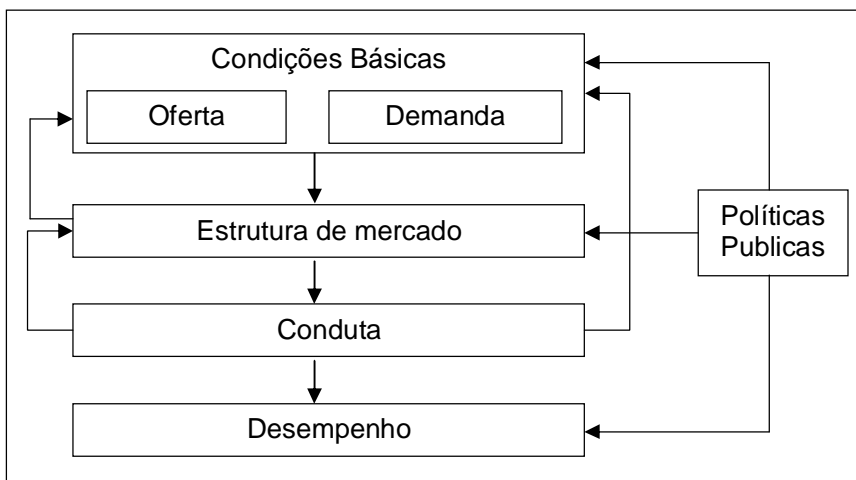 Condições Básicas
Oferta
Demanda
Estrutura de mercado
Políticas
Publicas
Conduta
Desempenho